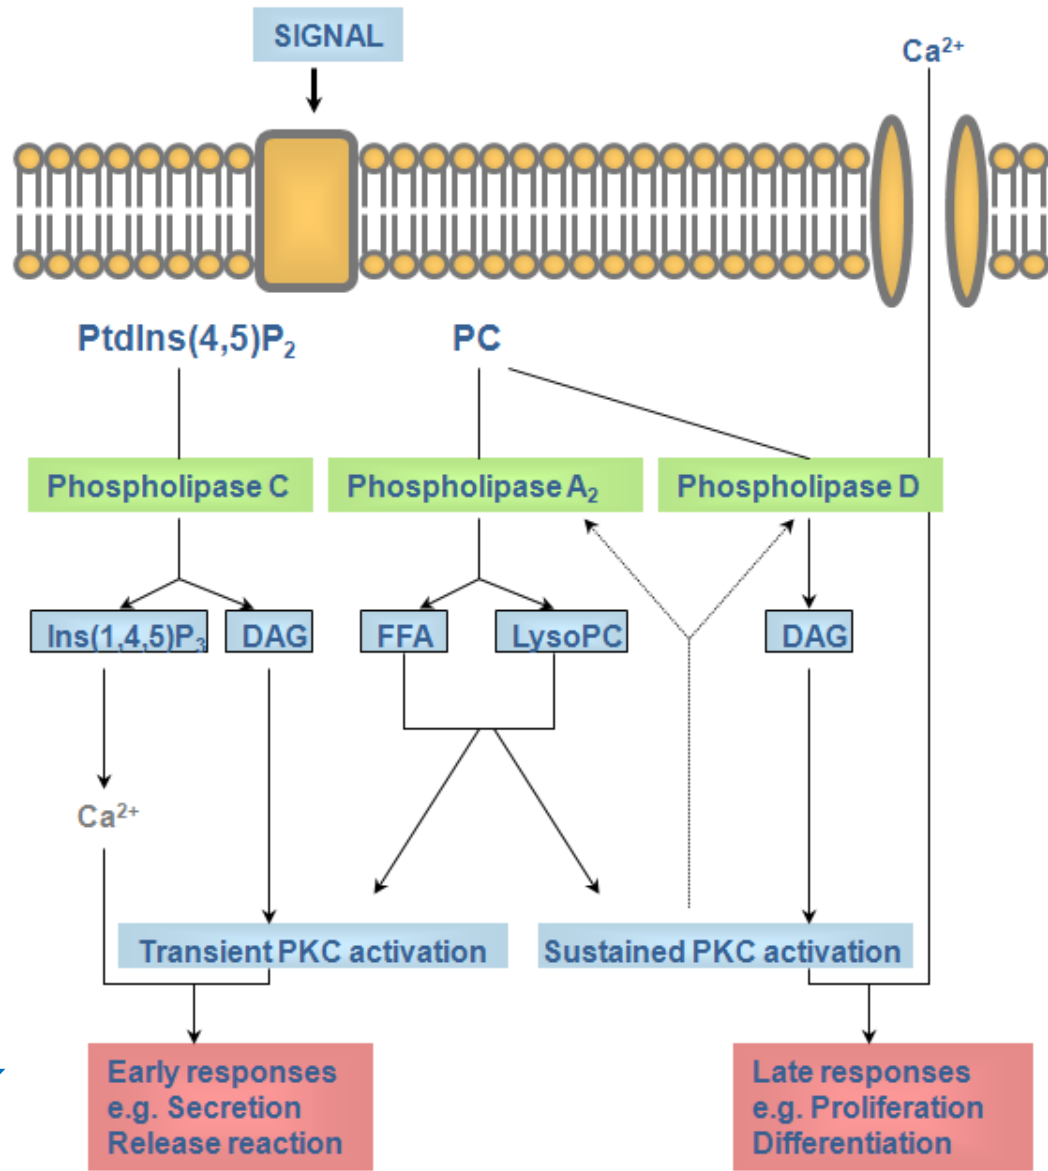 SIGNAL
Ca²⁺
PtdIns(4,5)P₂
PC
Phospholipase C
Phospholipase A₂
Phospholipase D
Ins(1,4,5)P₃
DAG
FFA
LysoPC
DAG
Ca²⁺
Transient PKC activation
Sustained PKC activation
Early responses
e.g. Secretion
Release reaction
Late responses
e.g. Proliferation
Differentiation